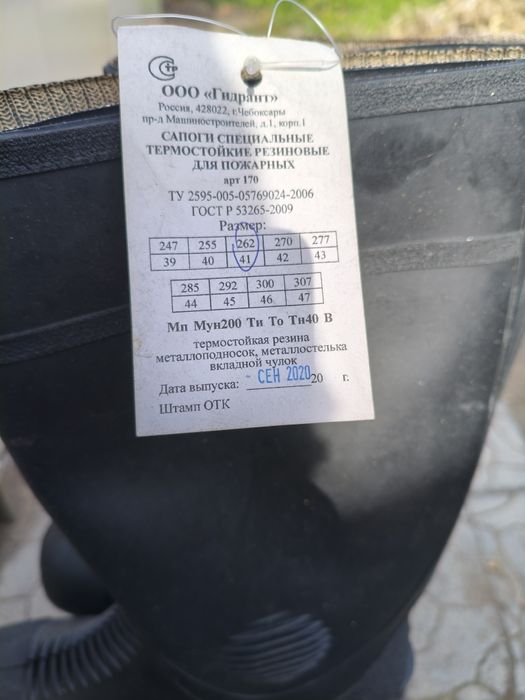 ООО «Гидрант»
Россия, 428022, г.Чебоксары
пр-д Машиностроителей, д.1, корп.1
САПОГИ СПЕЦИАЛЬНЫЕ
ТЕРМОСТОЙКИЕ РЕЗИНОВЫЕ
ДЛЯ ПОЖАРНЫХ
арт 170
ТУ 2595-005-05769024-2006
ГОСТ Р 53265-2009
Размер:
247 255 262 270 277
39 40 41 42 43
285 292 300 307
44 45 46 47
Мп Мун200 Ти То Тн40 В
термостойкая резина
металлоподносок, металлостелька
вкладной чулок
Дата выпуска: - СЕН 2020 20 г.
Штамп ОТК